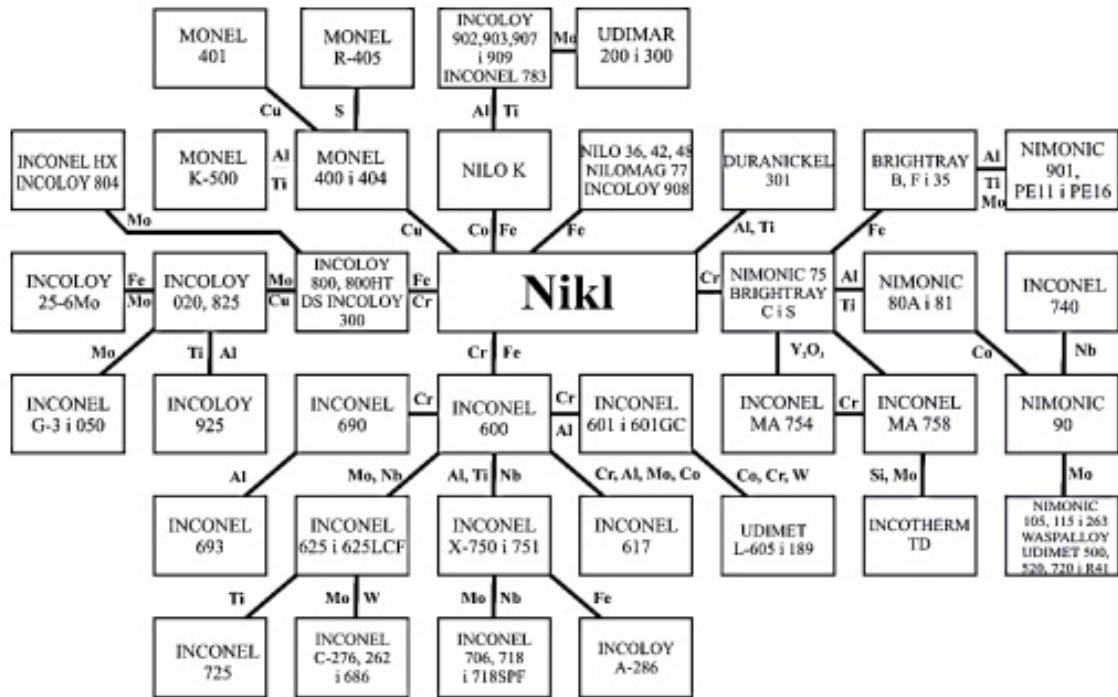 MONEL
401
MONEL
R-405
INCOLOY
902,903,907
i 909
INCONEL 783
Mo
UDIMAR
200 i 300
Cu
S
Al Ti
INCONEL HX
INCOLOY 804
MONEL
K-500
Al
Ti
MONEL
400 i 404
NILO K
NILO 36, 42, 48
NILOMAG 77
INCOLOY 908
DURANICKEL
301
BRIGHTRAY
B, F i 35
Al
Ti
Mo
NIMONIC
901,
PE11 i PE16
Mo
Cu
Co Fe
Fe
Al, Ti
Fe
INCOLOY
25-6Mo
Fe
Mo
INCOLOY
020, 825
Mo
Cu
INCOLOY
800, 800HT
DS INCOLOY
300
Fe
Cr
Nikl
Cr
NIMONIC 75
BRIGHTRAY
C i S
Al
Ti
NIMONIC
80A i 81
INCONEL
740
Mo
Ti Al
Cr Fe
Y₂O₃
Co
Nb
INCONEL
G-3 i 050
INCOLOY
925
INCONEL
690
Cr
INCONEL
600
Cr
Al
INCONEL
601 i 601GC
INCONEL
MA 754
Cr
INCONEL
MA 758
NIMONIC
90
Al
Mo, Nb
Al, Ti Nb
Cr, Al, Mo, Co
Co, Cr, W
Si, Mo
Mo
INCONEL
693
INCONEL
625 i 625LCF
INCONEL
X-750 i 751
INCONEL
617
UDIMET
L-605 i 189
INCOTHERM
TD
NIMONIC
105, 115 i 263
WASPALLOY
UDIMET 500,
520, 720 i R41
Ti
Mo W
Mo Nb
Fe
INCONEL
725
INCONEL
C-276, 262
i 686
INCONEL
706, 718
i 718SPF
INCOLOY
A-286